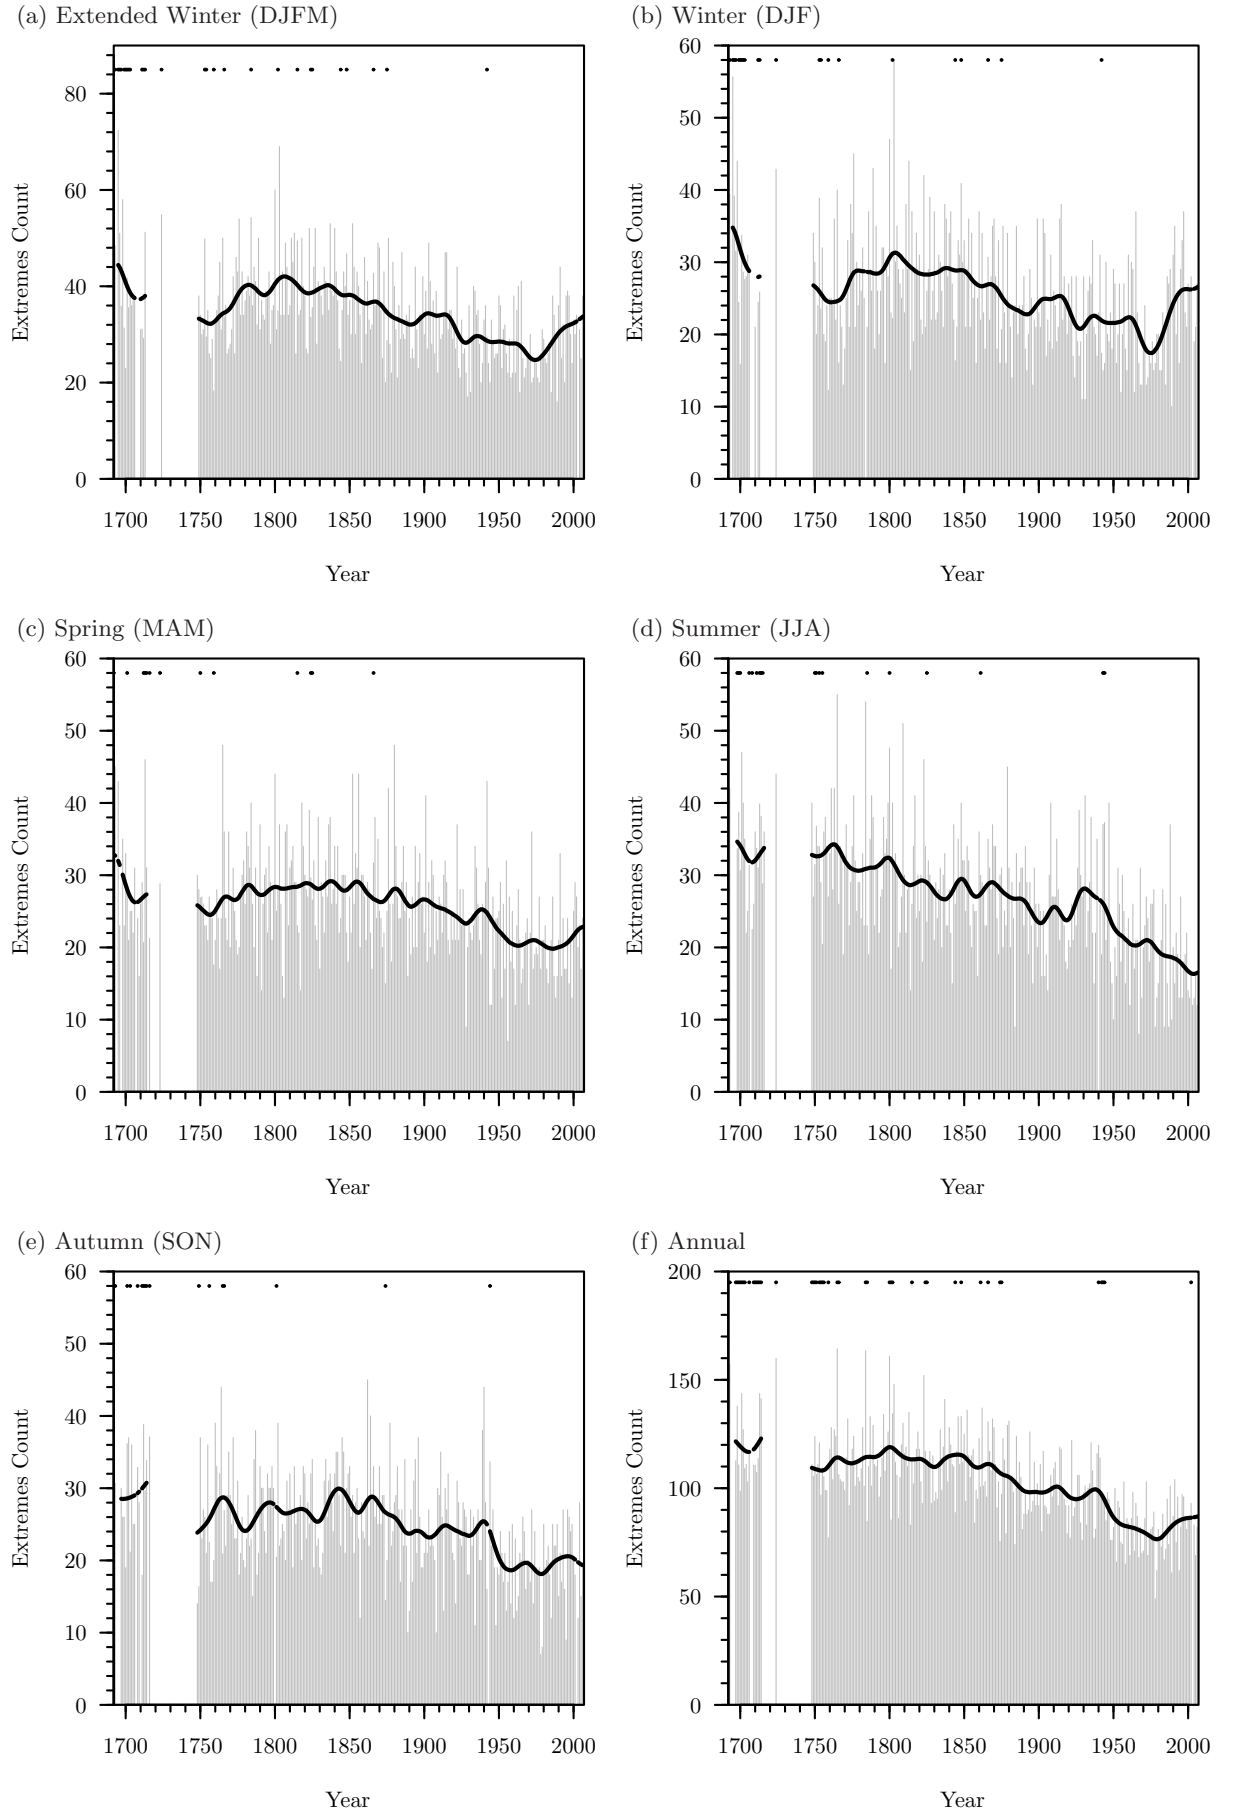 (a) Extended Winter (DJFM)
Extremes Count
80
60
40
20
0
1700 1750 1800 1850 1900 1950 2000
Year
(b) Winter (DJF)
Extremes Count
60
50
40
30
20
10
0
1700 1750 1800 1850 1900 1950 2000
Year
(c) Spring (MAM)
Extremes Count
60
50
40
30
20
10
0
1700 1750 1800 1850 1900 1950 2000
Year
(d) Summer (JJA)
Extremes Count
60
50
40
30
20
10
0
1700 1750 1800 1850 1900 1950 2000
Year
(e) Autumn (SON)
Extremes Count
60
50
40
30
20
10
0
1700 1750 1800 1850 1900 1950 2000
Year
(f) Annual
Extremes Count
200
150
100
50
0
1700 1750 1800 1850 1900 1950 2000
Year